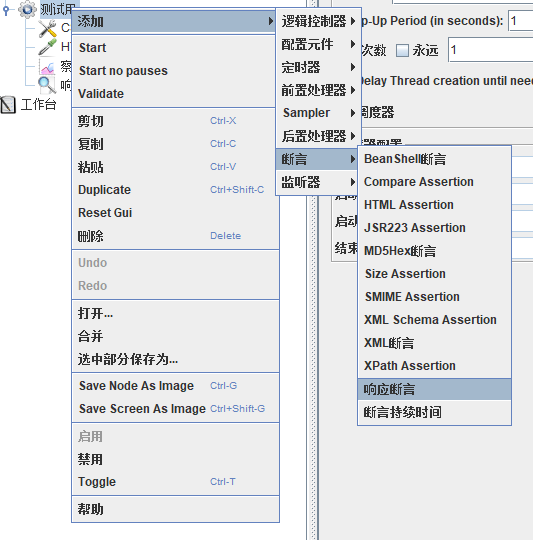 测试用
添加
Start
Start no pauses
Validate
剪切 Ctrl-X
复制 Ctrl-C
粘贴 Ctrl-V
Duplicate Ctrl+Shift-C
Reset Gui
删除 Delete
Undo
Redo
打开...
合并
选中部分保存为...
Save Node As Image Ctrl-G
Save Screen As Image Ctrl+Shift-G
启用
禁用
Toggle Ctrl-T
帮助
C
HT
察
响
工作台
逻辑控制器
配置元件
定时器
前置处理器
Sampler
后置处理器
断言
监听器
BeanShell断言
Compare Assertion
HTML Assertion
JSR223 Assertion
MD5Hex断言
Size Assertion
SMIME Assertion
XML Schema Assertion
XML断言
XPath Assertion
响应断言
断言持续时间
p-Up Period (in seconds): 1
次数 永远 1
elay Thread creation until nee
度器
启动
结束